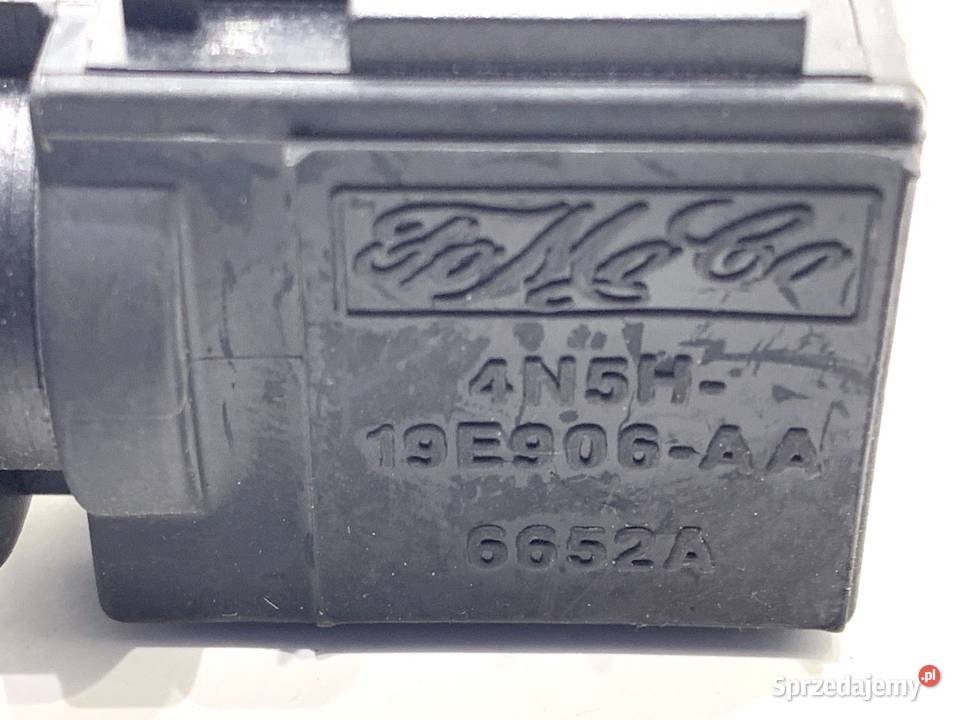 FoMoCo
4N5H-
19E906-AA
6652A
Sprzedajemy.pl